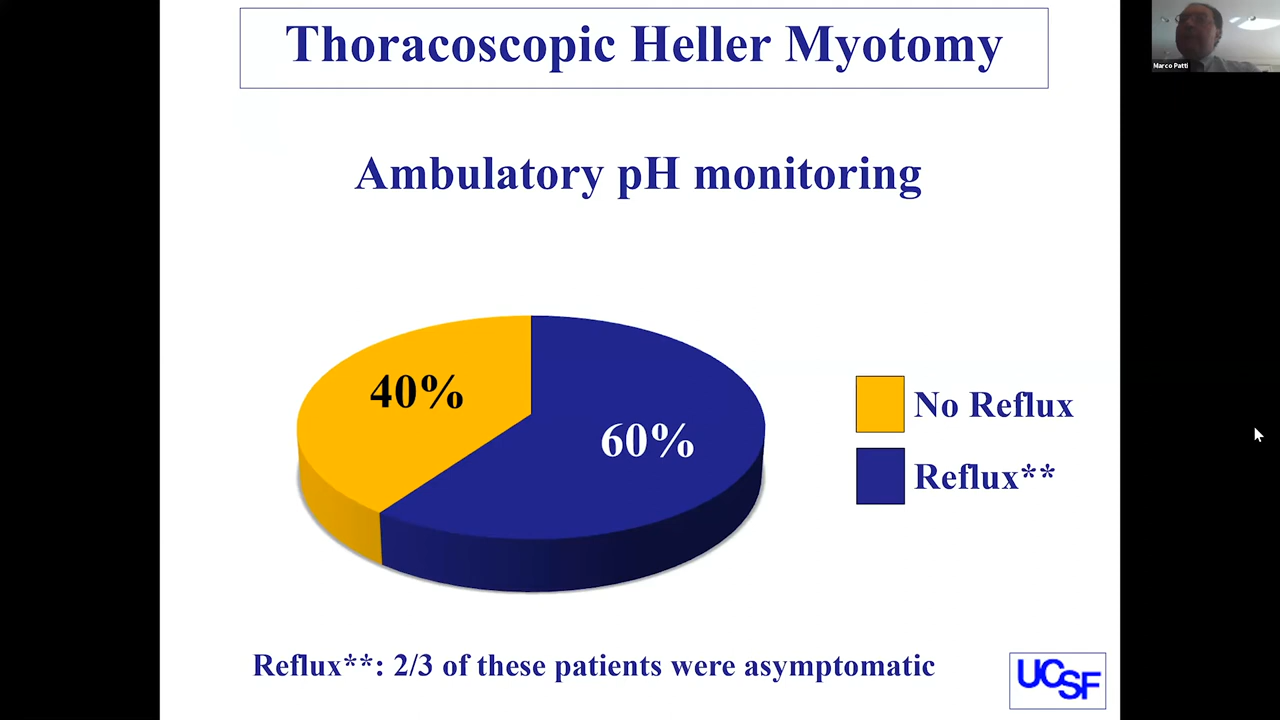 Thoracoscopic Heller Myotomy
Marco Patti
Ambulatory pH monitoring
40%
60%
No Reflux
Reflux**
Reflux**: 2/3 of these patients were asymptomatic
UCSF